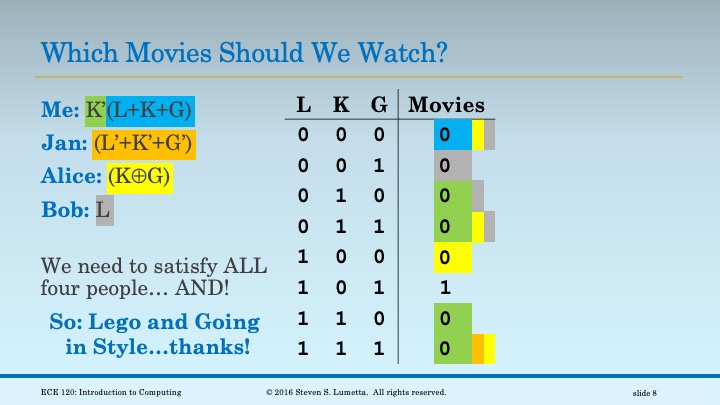 Which Movies Should We Watch?
Me: K’(L+K+G)
Jan: (L’+K’+G’)
Alice: (K⊕G)
Bob: L
We need to satisfy ALL
four people… AND!
So: Lego and Going
in Style…thanks!
L K G Movies
0 0 0 0
0 0 1 0
0 1 0 0
0 1 1 0
1 0 0 0
1 0 1 1
1 1 0 0
1 1 1 0
ECE 120: Introduction to Computing © 2016 Steven S. Lumetta. All rights reserved. slide 8